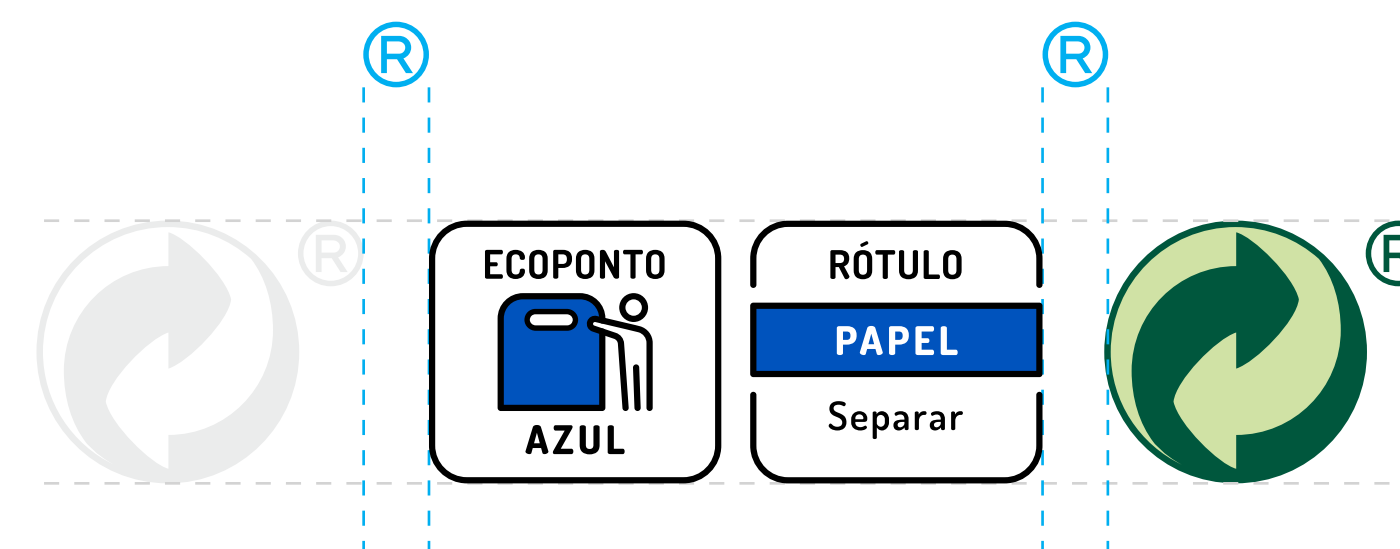 ® ®
®
ECOPONTO
AZUL
RÓTULO
PAPEL
Separar
®